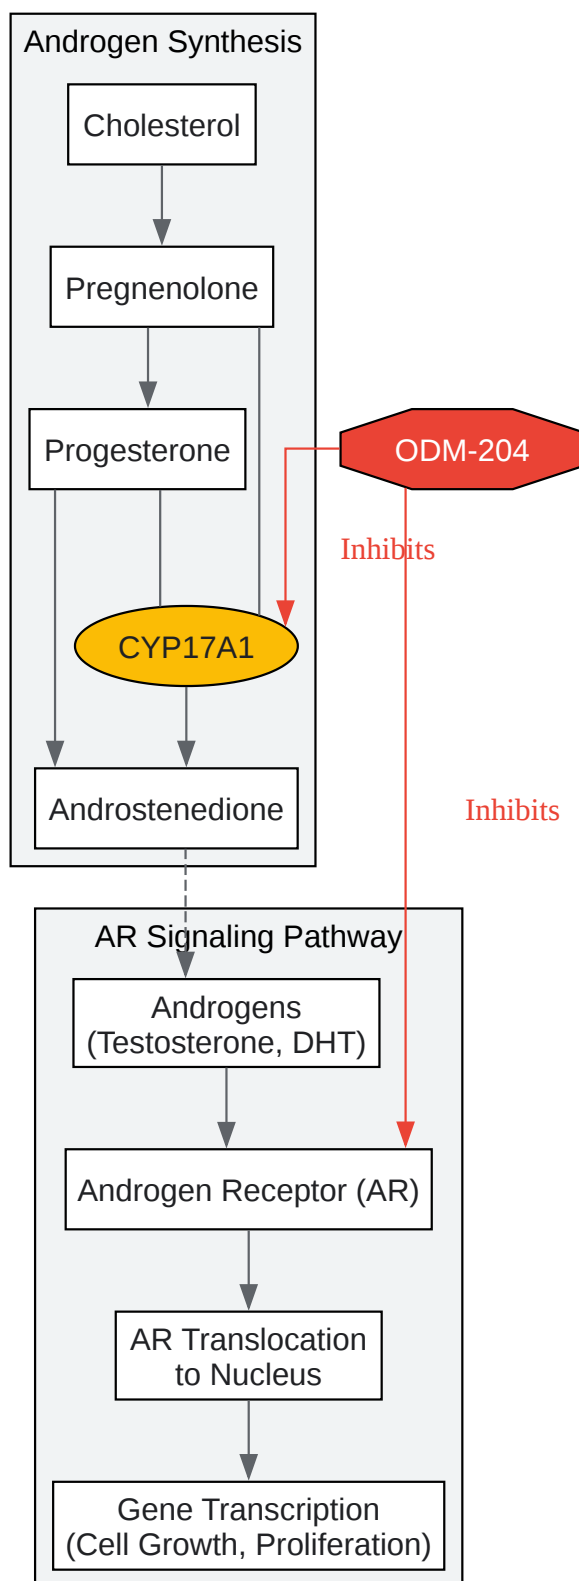 Androgen Synthesis
Cholesterol
Pregnenolone
Progesterone
ODM-204
Inhibits
CYP17A1
Androstenedione
Inhibits
AR Signaling Pathway
Androgens
(Testosterone, DHT)
Androgen Receptor (AR)
AR Translocation
to Nucleus
Gene Transcription
(Cell Growth, Proliferation)